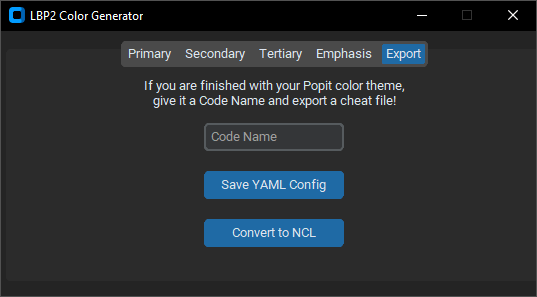 LBP2 Color Generator
Primary Secondary Tertiary Emphasis Export
If you are finished with your Popit color theme,
give it a Code Name and export a cheat file!
Code Name
Save YAML Config
Convert to NCL